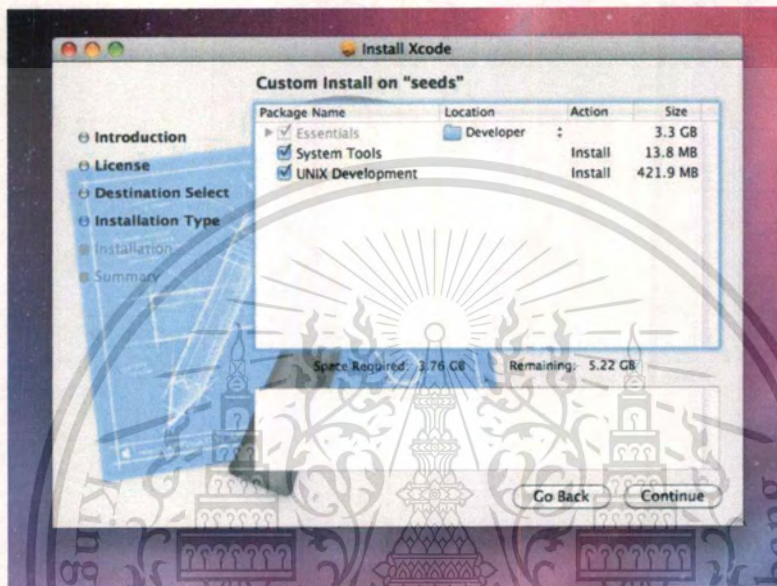 Install Xcode
Custom Install on "seeds"
Package Name Location Action Size
Essentials Developer 3.3 GB
System Tools Install 13.8 MB
UNIX Development Install 421.9 MB
Introduction
License
Destination Select
Installation Type
Installation
Summary
Space Required: 3.76 GB Remaining: 5.22 GB
Go Back Continue
King